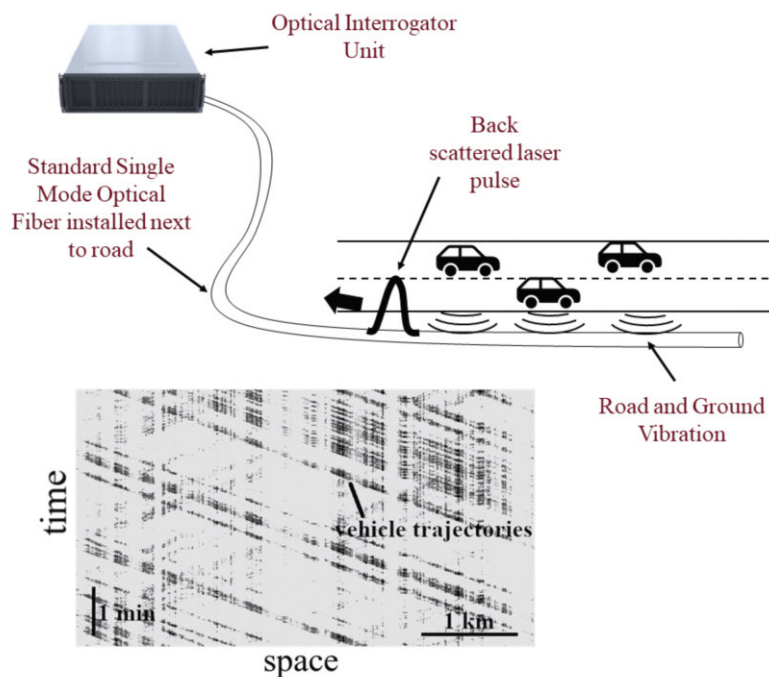 Optical Interrogator
Unit
Back
scattered laser
pulse
Standard Single
Mode Optical
Fiber installed next
to road
Road and Ground
Vibration
time
vehicle trajectories
1 min
1 km
space